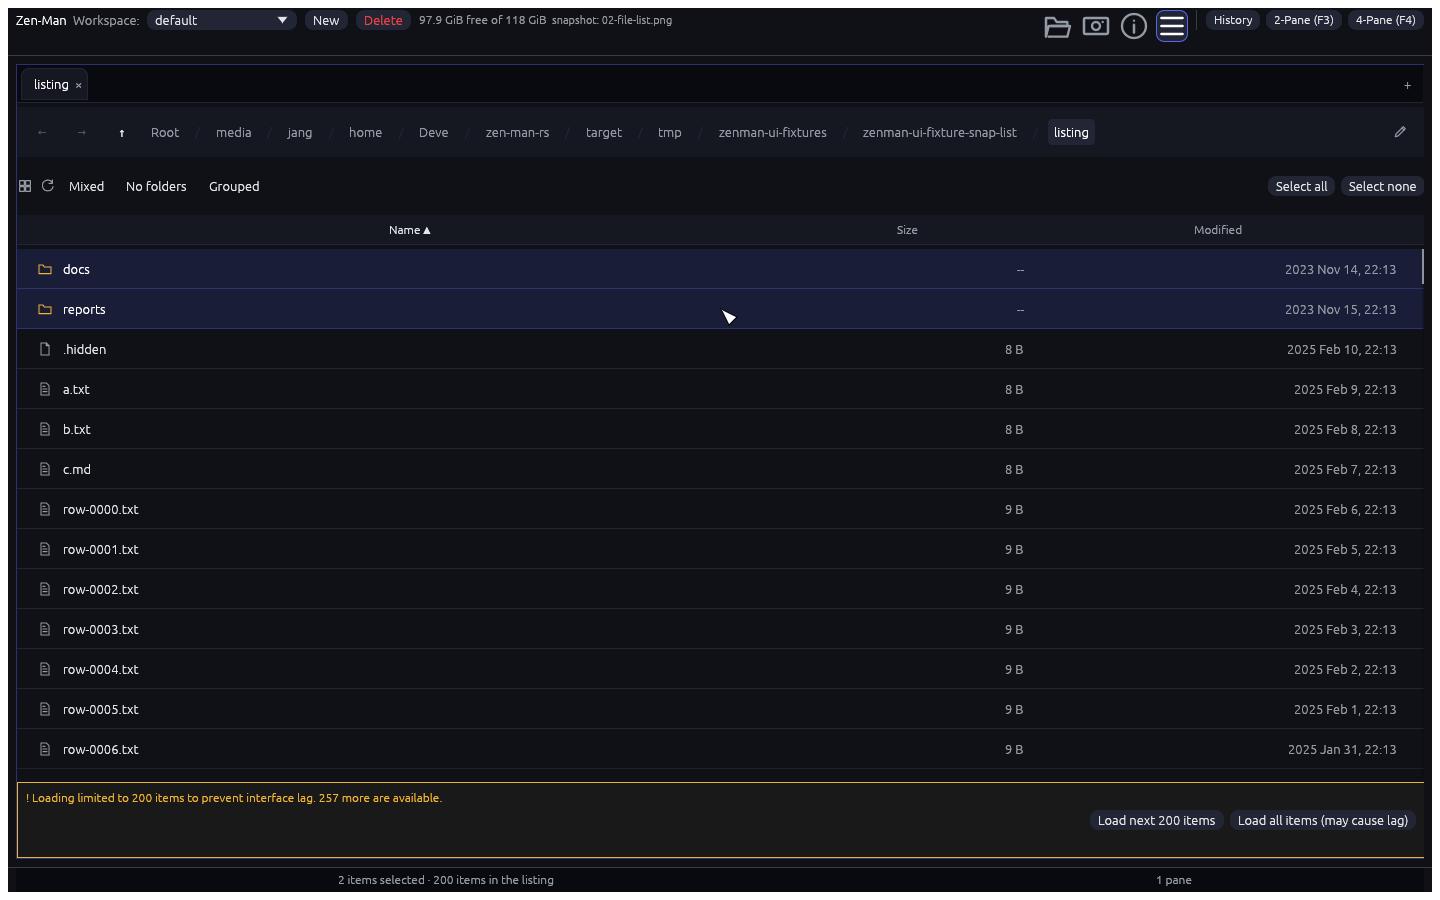 Zen-Man Workspace: default New Delete 97.9 GiB free of 118 GiB snapshot: 02-file-list.png History 2-Pane (F3) 4-Pane (F4)
listing × +
← → ↑ Root / media / jang / home / Deve / zen-man-rs / target / tmp / zenman-ui-fixtures / zenman-ui-fixture-snap-list / listing
Mixed No folders Grouped Select all Select none
Name ▲ Size Modified
docs -- 2023 Nov 14, 22:13
reports -- 2023 Nov 15, 22:13
.hidden 8 B 2025 Feb 10, 22:13
a.txt 8 B 2025 Feb 9, 22:13
b.txt 8 B 2025 Feb 8, 22:13
c.md 8 B 2025 Feb 7, 22:13
row-0000.txt 9 B 2025 Feb 6, 22:13
row-0001.txt 9 B 2025 Feb 5, 22:13
row-0002.txt 9 B 2025 Feb 4, 22:13
row-0003.txt 9 B 2025 Feb 3, 22:13
row-0004.txt 9 B 2025 Feb 2, 22:13
row-0005.txt 9 B 2025 Feb 1, 22:13
row-0006.txt 9 B 2025 Jan 31, 22:13
! Loading limited to 200 items to prevent interface lag. 257 more are available.
Load next 200 items Load all items (may cause lag)
2 items selected · 200 items in the listing 1 pane